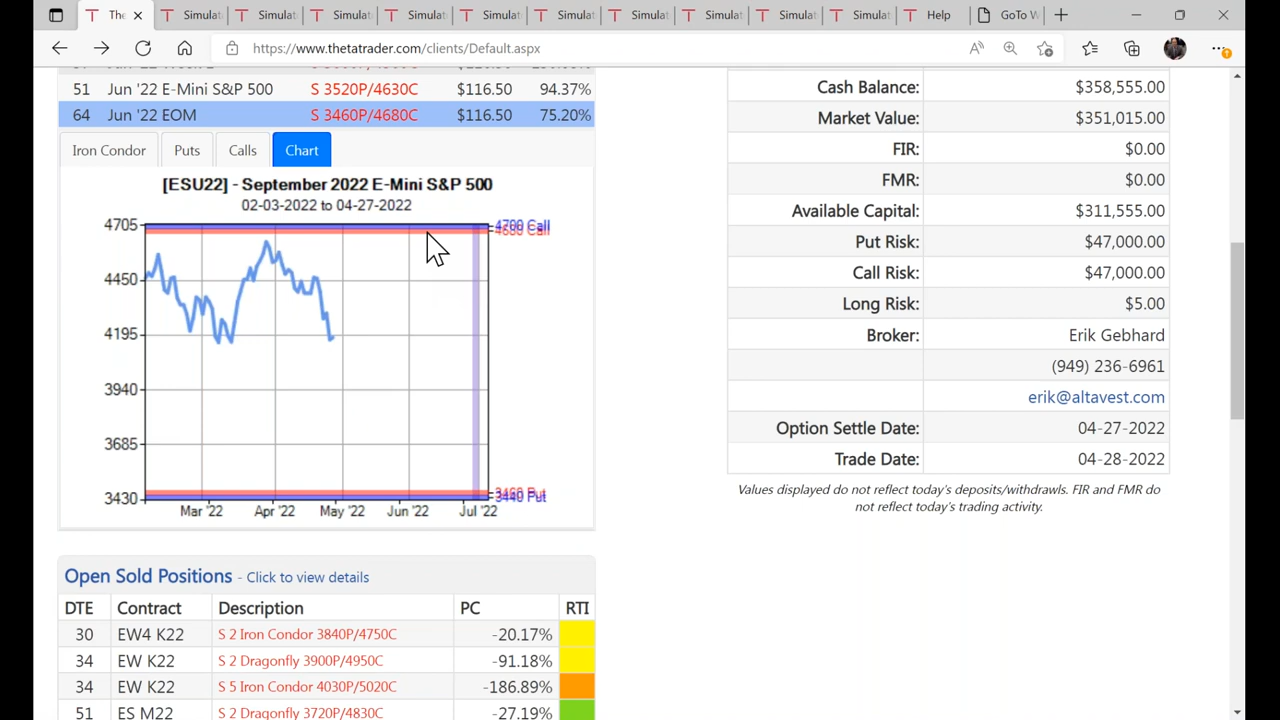 The
Simulat
Simulat
Simulat
Simulat
Simulat
Simulat
Simulat
Simulat
Simulat
Simulat
Help
GoTo W
https://www.thetatrader.com/clients/Default.aspx
51 Jun '22 E-Mini S&P 500 S 3520P/4630C $116.50 94.37%
64 Jun '22 EOM S 3460P/4680C $116.50 75.20%
Iron Condor Puts Calls Chart
[ESU22] - September 2022 E-Mini S&P 500
02-03-2022 to 04-27-2022
4705
4700 Call
4680 Call
4450
4195
3940
3685
3460 Put
3430
3440 Put
Mar '22 Apr '22 May '22 Jun '22 Jul '22
Open Sold Positions - Click to view details
DTE Contract Description PC RTI
30 EW4 K22 S 2 Iron Condor 3840P/4750C -20.17%
34 EW K22 S 2 Dragonfly 3900P/4950C -91.18%
34 EW K22 S 5 Iron Condor 4030P/5020C -186.89%
51 ES M22 S 2 Dragonfly 3720P/4830C -27.19%
Cash Balance: $358,555.00
Market Value: $351,015.00
FIR: $0.00
FMR: $0.00
Available Capital: $311,555.00
Put Risk: $47,000.00
Call Risk: $47,000.00
Long Risk: $5.00
Broker: Erik Gebhard
(949) 236-6961
erik@altavest.com
Option Settle Date: 04-27-2022
Trade Date: 04-28-2022
Values displayed do not reflect today's deposits/withdrawls. FIR and FMR do
not reflect today's trading activity.